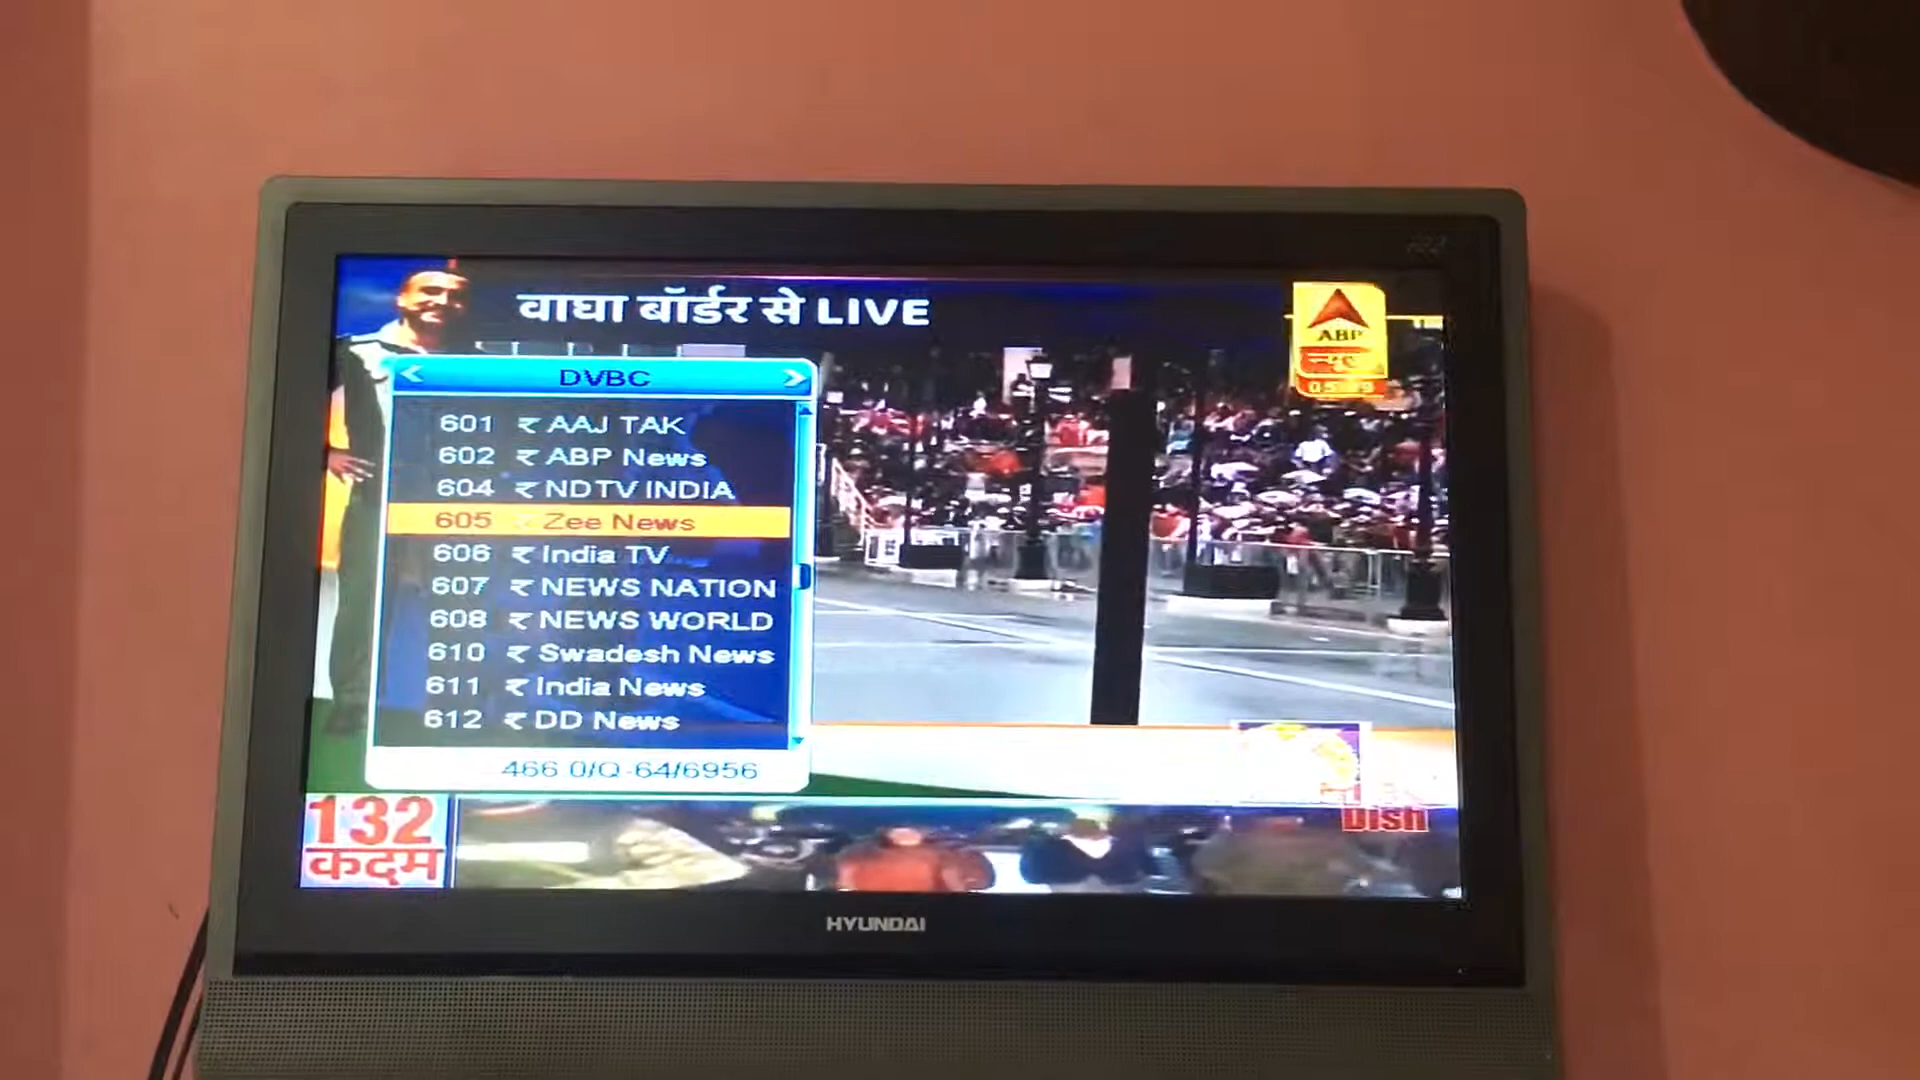 वाघा बॉर्डर से LIVE
ABP
न्यूज़
< DVBC >
601 ₹ AAJ TAK
602 ₹ ABP News
604 ₹ NDTV INDIA
605 ₹ Zee News
606 ₹ India TV
607 ₹ NEWS NATION
608 ₹ NEWS WORLD
610 ₹ Swadesh News
611 ₹ India News
612 ₹ DD News
466 0/Q-64/6956
Dish
132
कदम
HYUNDAI